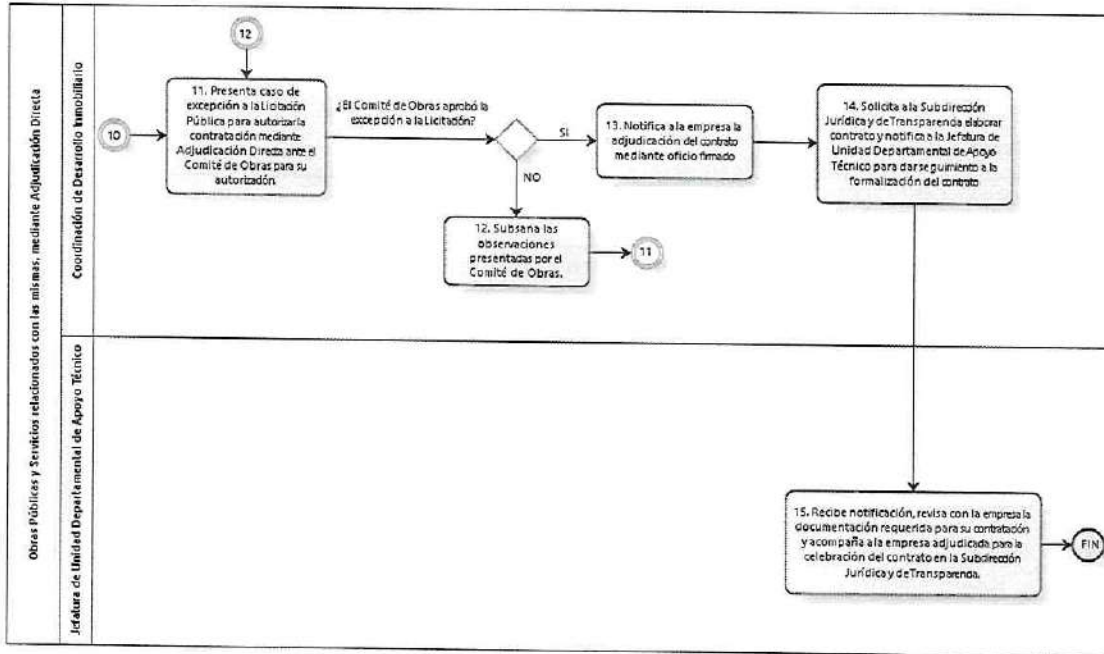 Obras Públicas y Servicios relacionados con las mismas, mediante Adjudicación Directa
Coordinación de Desarrollo Inmobiliario
12
10
11. Presenta caso de
excepción a la Licitación
Pública para autorizar la
contratación mediante
Adjudicación Directa ante el
Comité de Obras para su
autorización.
¿El Comité de Obras aprobó la
excepción a la Licitación?
SI
NO
12. Subsana las
observaciones
presentadas por el
Comité de Obras.
11
13. Notifica a la empresa la
adjudicación del contrato
mediante oficio firmado
14. Solicita a la Subdirección
Jurídica y de Transparencia elaborar
contrato y notifica a la Jefatura de
Unidad Departamental de Apoyo
Técnico para dar seguimiento a la
formalización del contrato
Jefatura de Unidad Departamental de Apoyo Técnico
15. Recibe notificación, revisa con la empresa la
documentación requerida para su contratación
y acompaña a la empresa adjudicada para la
celebración del contrato en la Subdirección
Jurídica y de Transparencia.
FIN